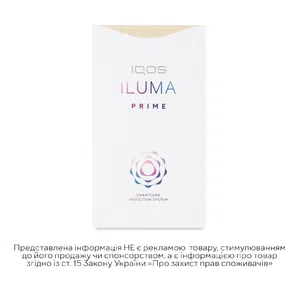 IQOS
ILUMA
PRIME
SMARTCORE
INDUCTION SYSTEM
Представлена інформація НЕ є рекламою товару, стимулюванням
до його продажу чи спонсорством, а є інформацією про товар
згідно із ст. 15 Закону України «Про захист прав споживачів»